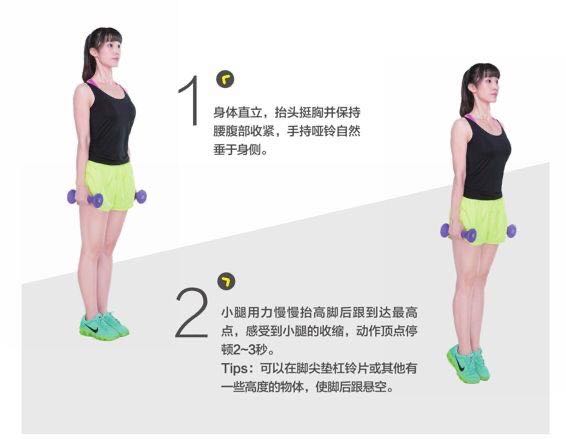 1
身体直立，抬头挺胸并保持
腰腹部收紧，手持哑铃自然
垂于身侧。
2
小腿用力慢慢抬高脚后跟到达最高
点，感受到小腿的收缩，动作顶点停
顿2~3秒。
Tips：可以在脚尖垫杠铃片或其他有
一些高度的物体，使脚后跟悬空。